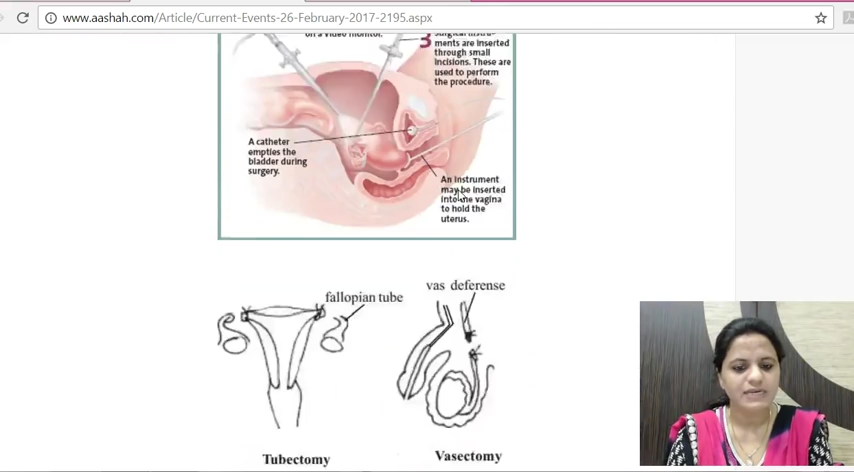 www.aashah.com/Article/Current-Events-26-February-2017-2195.aspx
on a video monitor.
3
surgical instru-
ments are inserted
through small
incisions. These are
used to perform
the procedure.
A catheter
empties the
bladder during
surgery.
An instrument
may be inserted
into the vagina
to hold the
uterus.
fallopian tube
vas deferense
Tubectomy
Vasectomy